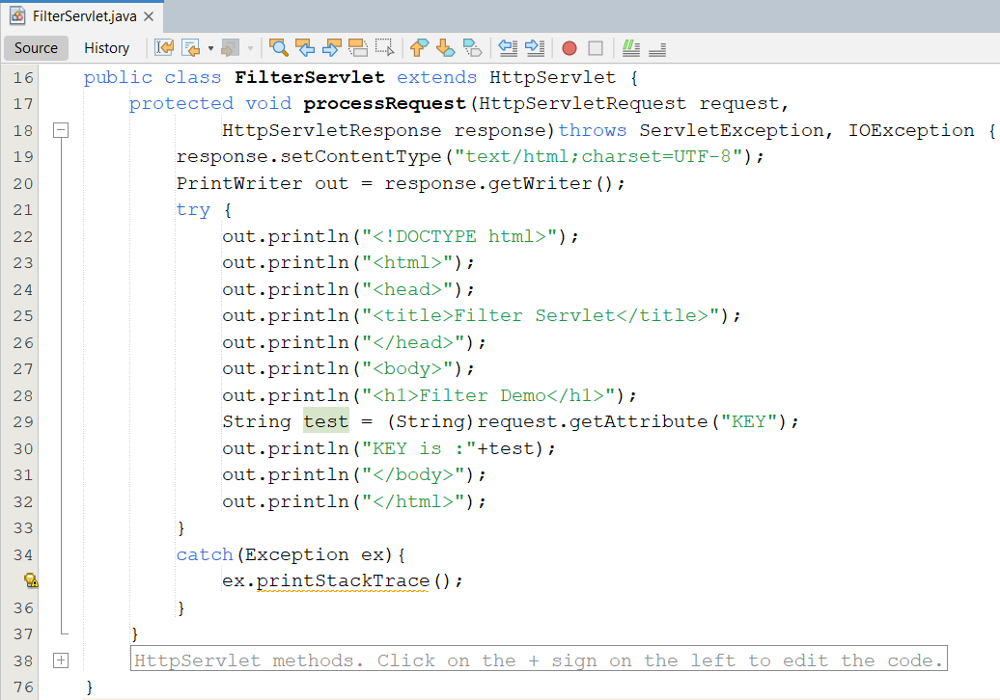 FilterServlet.java
Source History
16 public class FilterServlet extends HttpServlet {
17 protected void processRequest(HttpServletRequest request,
18 HttpServletResponse response)throws ServletException, IOException {
19 response.setContentType("text/html;charset=UTF-8");
20 PrintWriter out = response.getWriter();
21 try {
22 out.println("<!DOCTYPE html>");
23 out.println("<html>");
24 out.println("<head>");
25 out.println("<title>Filter Servlet</title>");
26 out.println("</head>");
27 out.println("<body>");
28 out.println("<h1>Filter Demo</h1>");
29 String test = (String)request.getAttribute("KEY");
30 out.println("KEY is :"+test);
31 out.println("</body>");
32 out.println("</html>");
33 }
34 catch(Exception ex){
ex.printStackTrace();
36 }
37 }
38 HttpServlet methods. Click on the + sign on the left to edit the code.
76 }